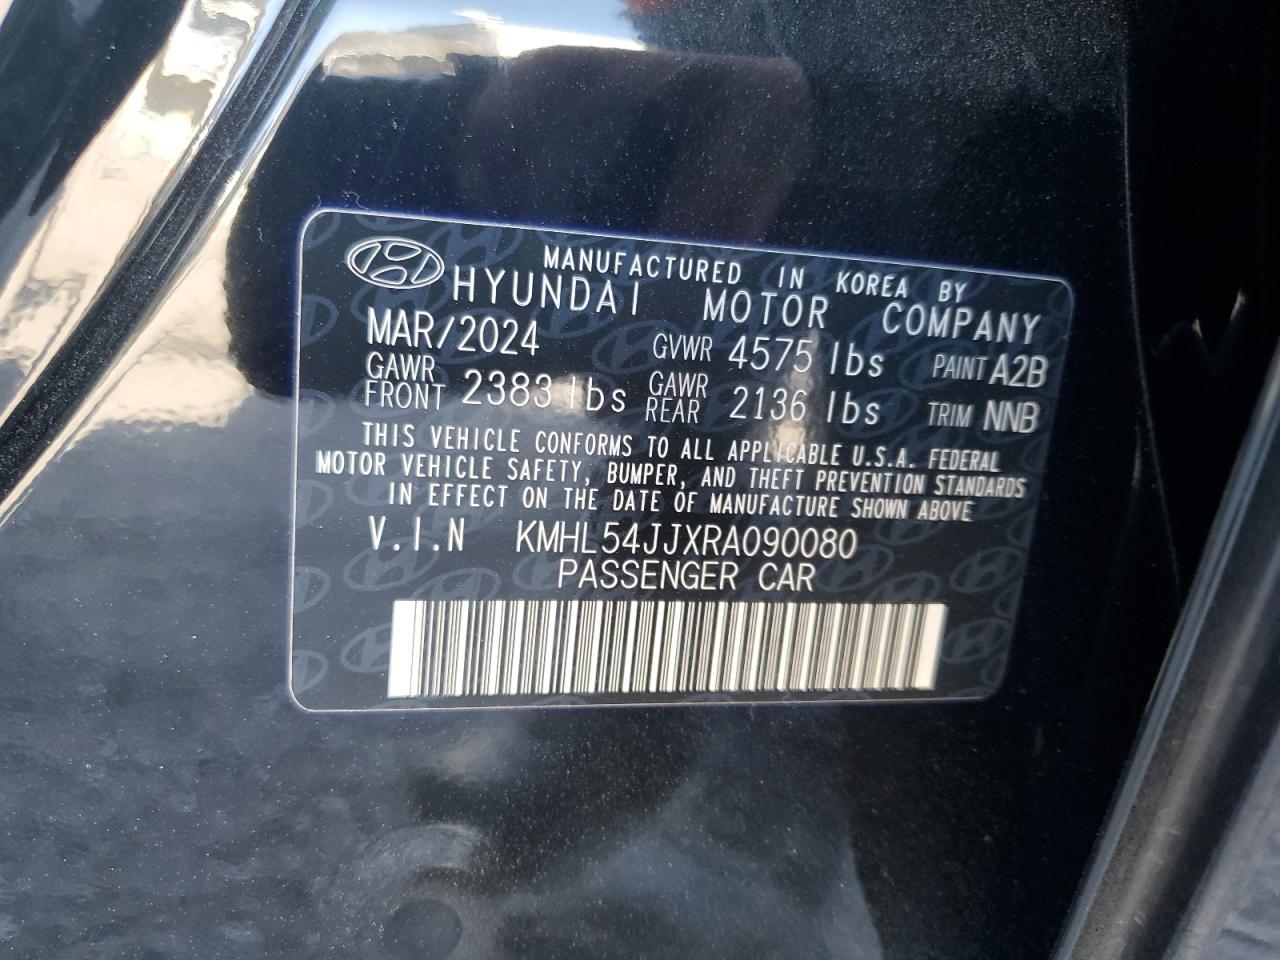 MANUFACTURED IN KOREA BY
HYUNDAI MOTOR COMPANY
MAR/2024 GVWR 4575 lbs PAINT A2B
GAWR FRONT 2383 lbs GAWR REAR 2136 lbs TRIM NNB
THIS VEHICLE CONFORMS TO ALL APPLICABLE U.S.A. FEDERAL
MOTOR VEHICLE SAFETY, BUMPER, AND THEFT PREVENTION STANDARDS
IN EFFECT ON THE DATE OF MANUFACTURE SHOWN ABOVE
V.I.N KMHL54JJXRA090080
PASSENGER CAR